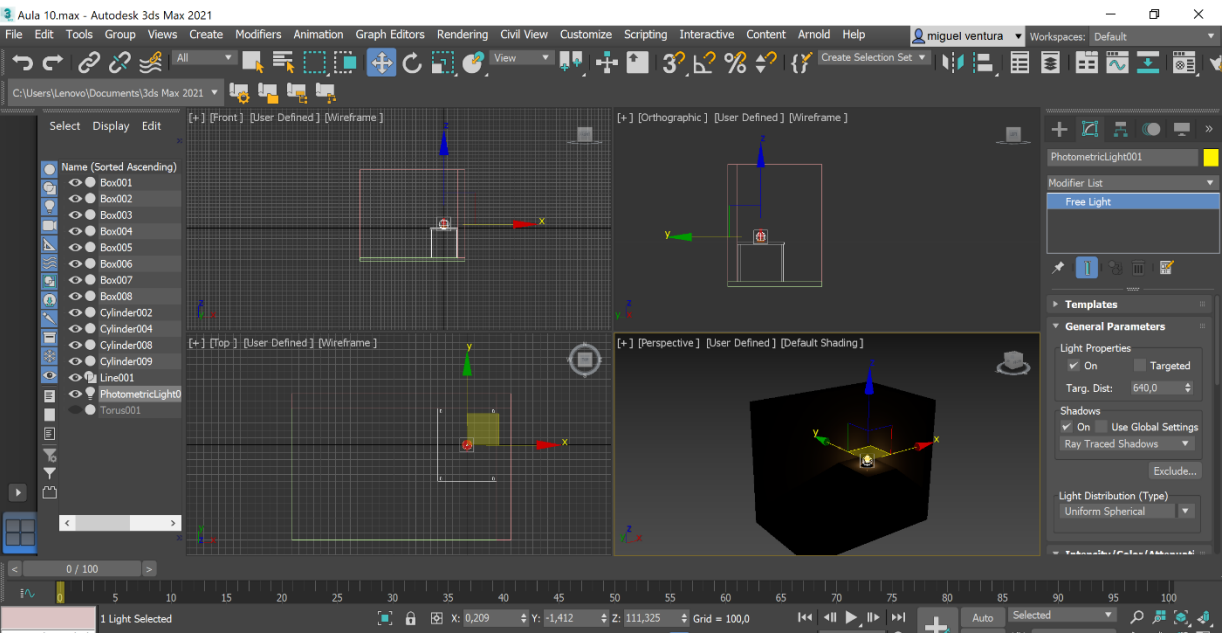 Aula 10.max - Autodesk 3ds Max 2021
File Edit Tools Group Views Create Modifiers Animation Graph Editors Rendering Civil View Customize Scripting Interactive Content Arnold Help miguel ventura Workspaces: Default
All View Create Selection Set
C:\Users\Lenovo\Documents\3ds Max 2021
Select Display Edit
Name (Sorted Ascending)
Box001
Box002
Box003
Box004
Box005
Box006
Box007
Box008
Cylinder002
Cylinder004
Cylinder008
Cylinder009
Line001
PhotometricLight0
Torus001
[+] [Front] [User Defined] [Wireframe]
z
x
z
x
[+] [Orthographic] [User Defined] [Wireframe]
z
y
z
y
[+] [Top] [User Defined] [Wireframe]
y
x
y
x
[+] [Perspective] [User Defined] [Default Shading]
z
y
x
z
x
PhotometricLight001
Modifier List
Free Light
Templates
General Parameters
Light Properties
On Targeted
Targ. Dist: 640,0
Shadows
On Use Global Settings
Ray Traced Shadows
Exclude...
Light Distribution (Type)
Uniform Spherical
< 0 / 100 >
0 5 10 15 20 25 30 35 40 45 50 55 60 65 70 75 80 85 90 95 100
1 Light Selected X: 0,209 Y: -1,412 Z: 111,325 Grid = 100,0 Auto Selected